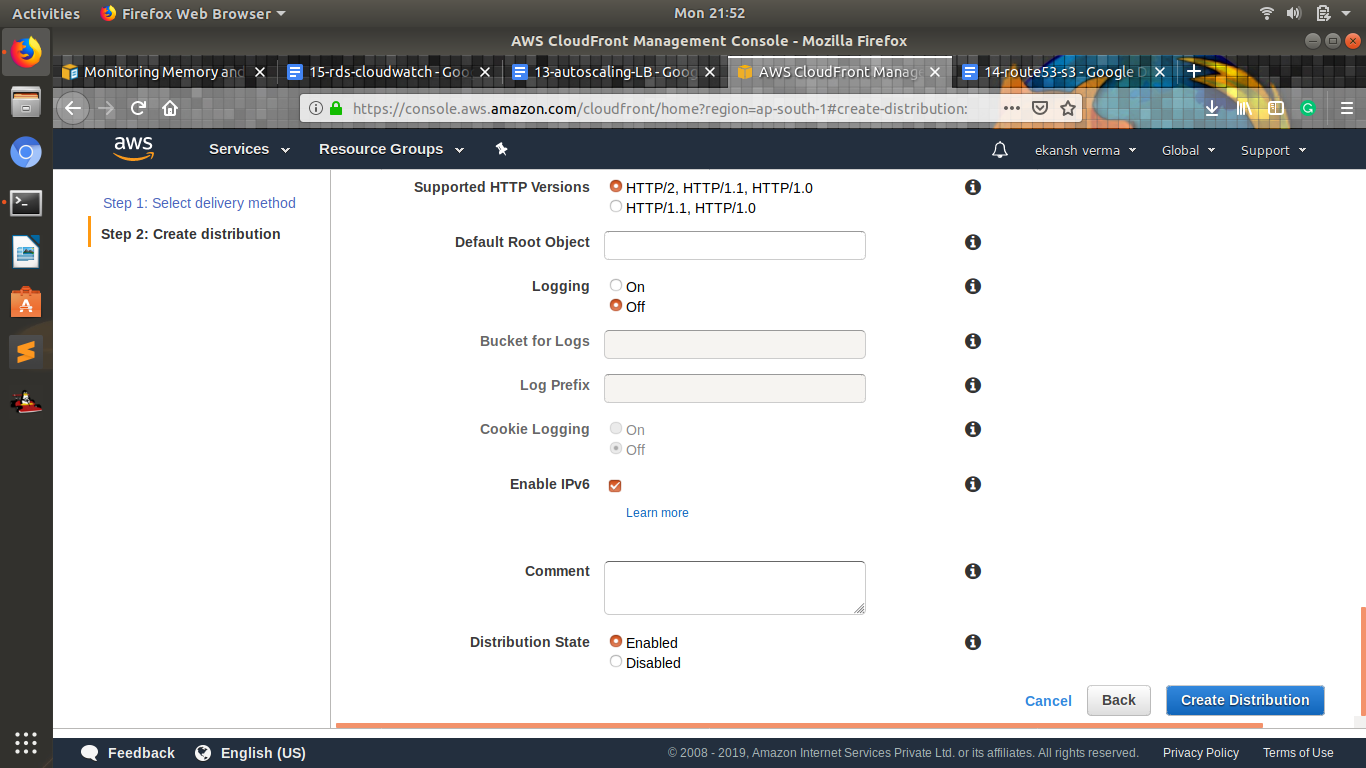 Activities Firefox Web Browser Mon 21:52
AWS CloudFront Management Console - Mozilla Firefox
Monitoring Memory and 15-rds-cloudwatch - Goo 13-autoscaling-LB - Goog AWS CloudFront Manage 14-route53-s3 - Google D
https://console.aws.amazon.com/cloudfront/home?region=ap-south-1#create-distribution:
aws Services Resource Groups ekansh verma Global Support
Step 1: Select delivery method
Step 2: Create distribution
Supported HTTP Versions HTTP/2, HTTP/1.1, HTTP/1.0
HTTP/1.1, HTTP/1.0
Default Root Object
Logging On
Off
Bucket for Logs
Log Prefix
Cookie Logging On
Off
Enable IPv6
Learn more
Comment
Distribution State Enabled
Disabled
Cancel Back Create Distribution
Feedback English (US) © 2008 - 2019, Amazon Internet Services Private Ltd. or its affiliates. All rights reserved. Privacy Policy Terms of Use